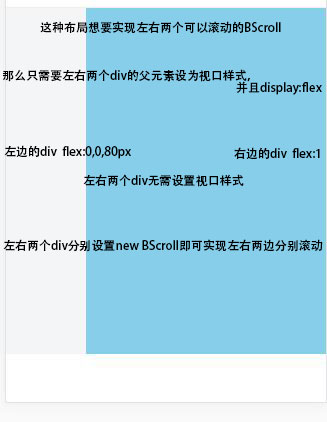 这种布局想要实现左右两个可以滚动的BScroll
那么只需要左右两个div的父元素设为视口样式，
并且display:flex
左边的div flex:0,0,80px
右边的div flex:1
左右两个div无需设置视口样式
左右两个div分别设置new BScroll即可实现左右两边分别滚动